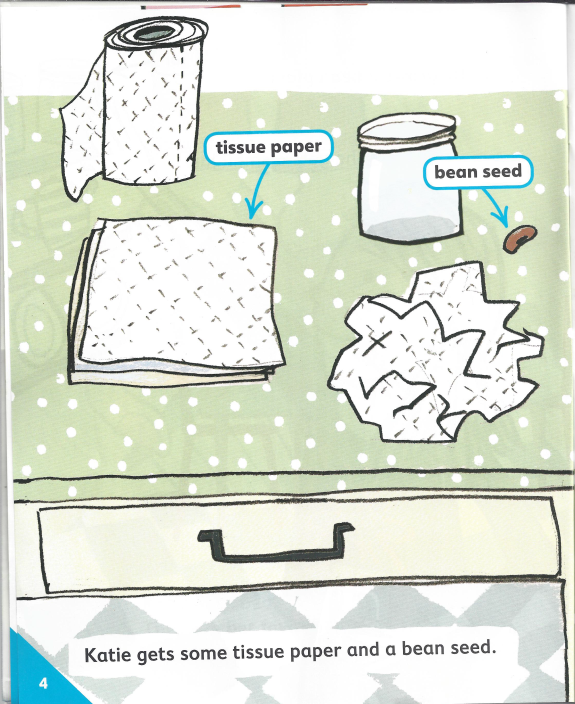 tissue paper
bean seed
Katie gets some tissue paper and a bean seed.
4